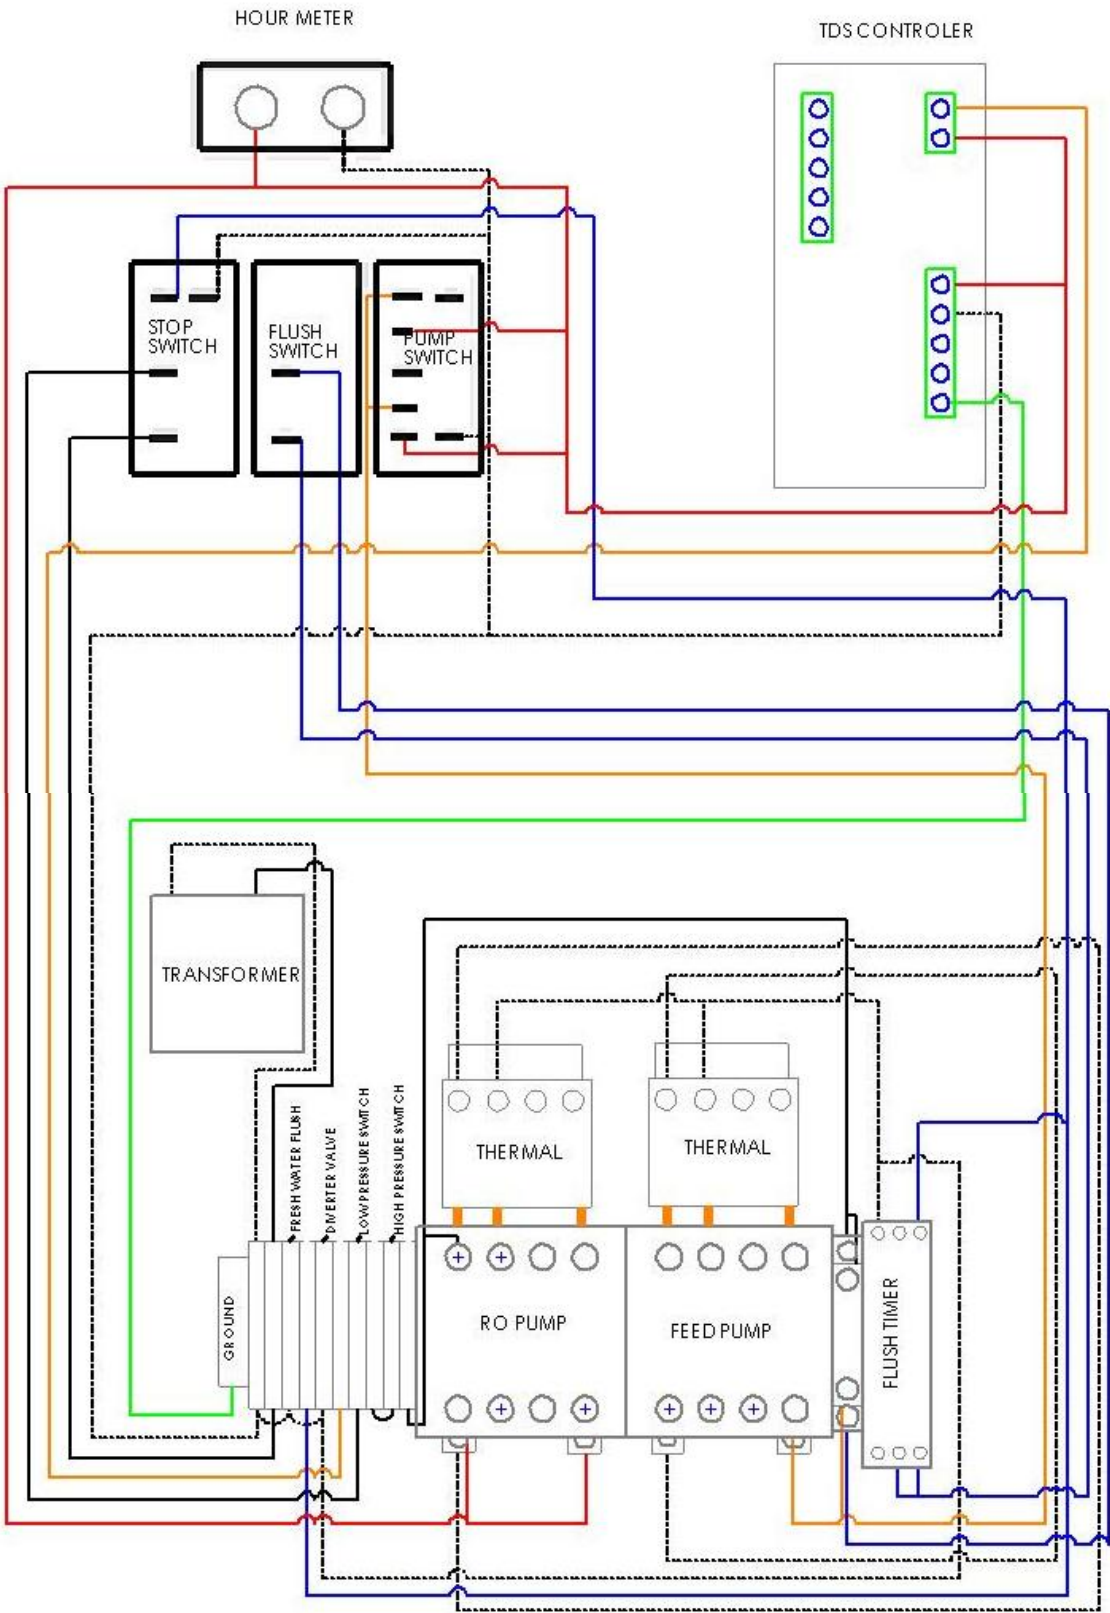 HOUR METER
TDS CONTROLER
STOP
SWITCH
FLUSH
SWITCH
PUMP
SWITCH
TRANSFORMER
FRESH WATER FLUSH
DIVERTER VALVE
LOW PRESSURE SWITCH
HIGH PRESSURE SWITCH
THERMAL
THERMAL
GROUND
RO PUMP
FEED PUMP
FLUSH TIMER